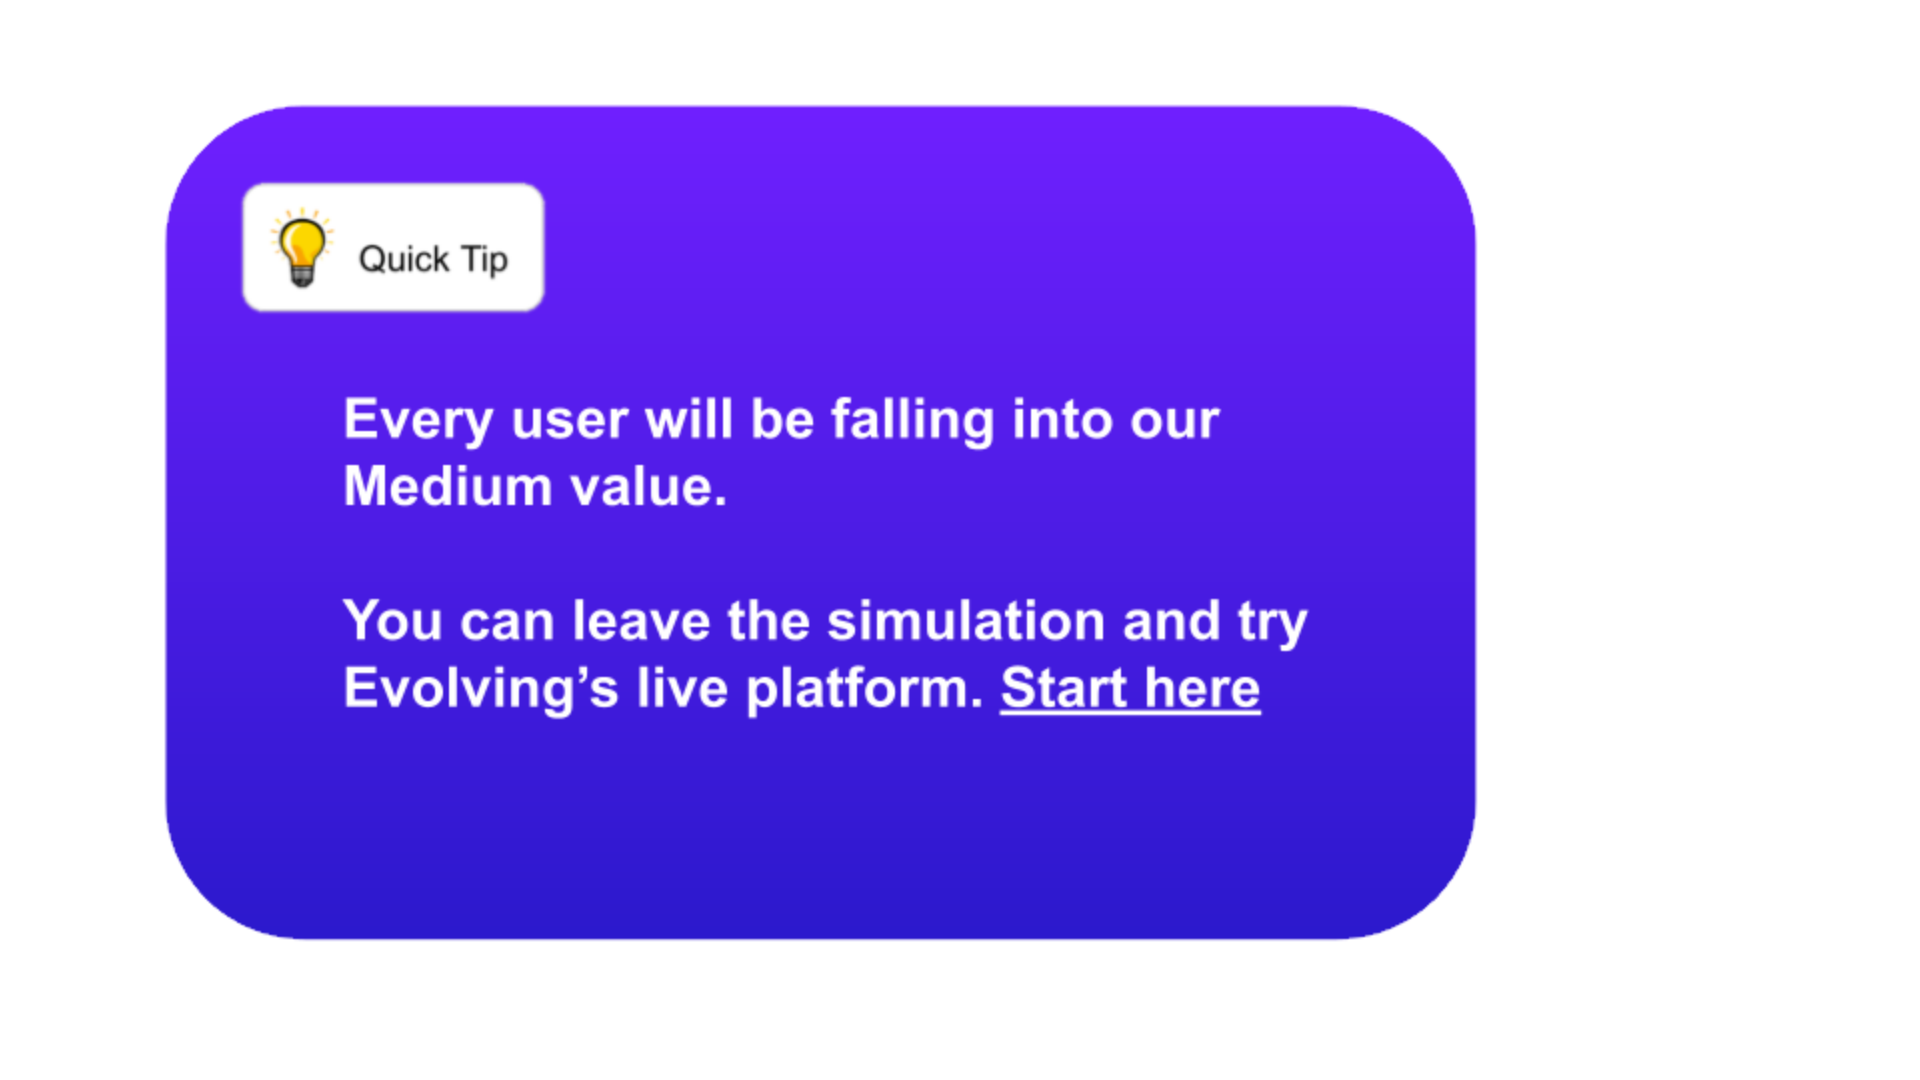 Quick Tip
Every user will be falling into our
Medium value.
You can leave the simulation and try
Evolving’s live platform. Start here